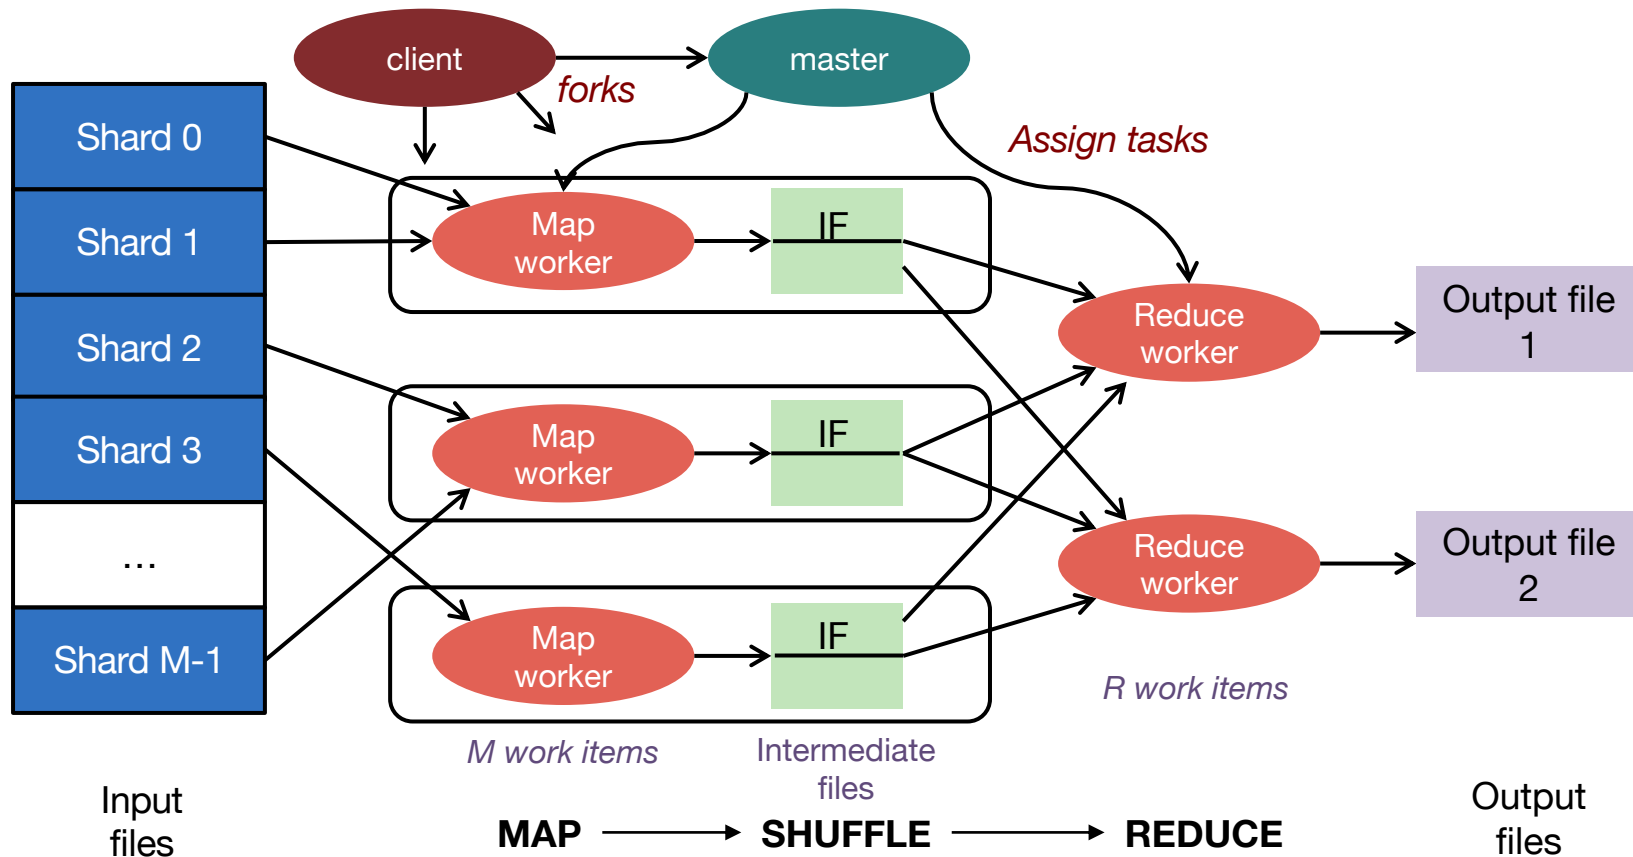 client
master
forks
Assign tasks
Shard 0
Shard 1
Shard 2
Shard 3
...
Shard M-1
Map
worker
IF
Map
worker
IF
Map
worker
IF
Reduce
worker
Reduce
worker
Output file
1
Output file
2
M work items
Intermediate
files
R work items
Input
files
MAP
SHUFFLE
REDUCE
Output
files